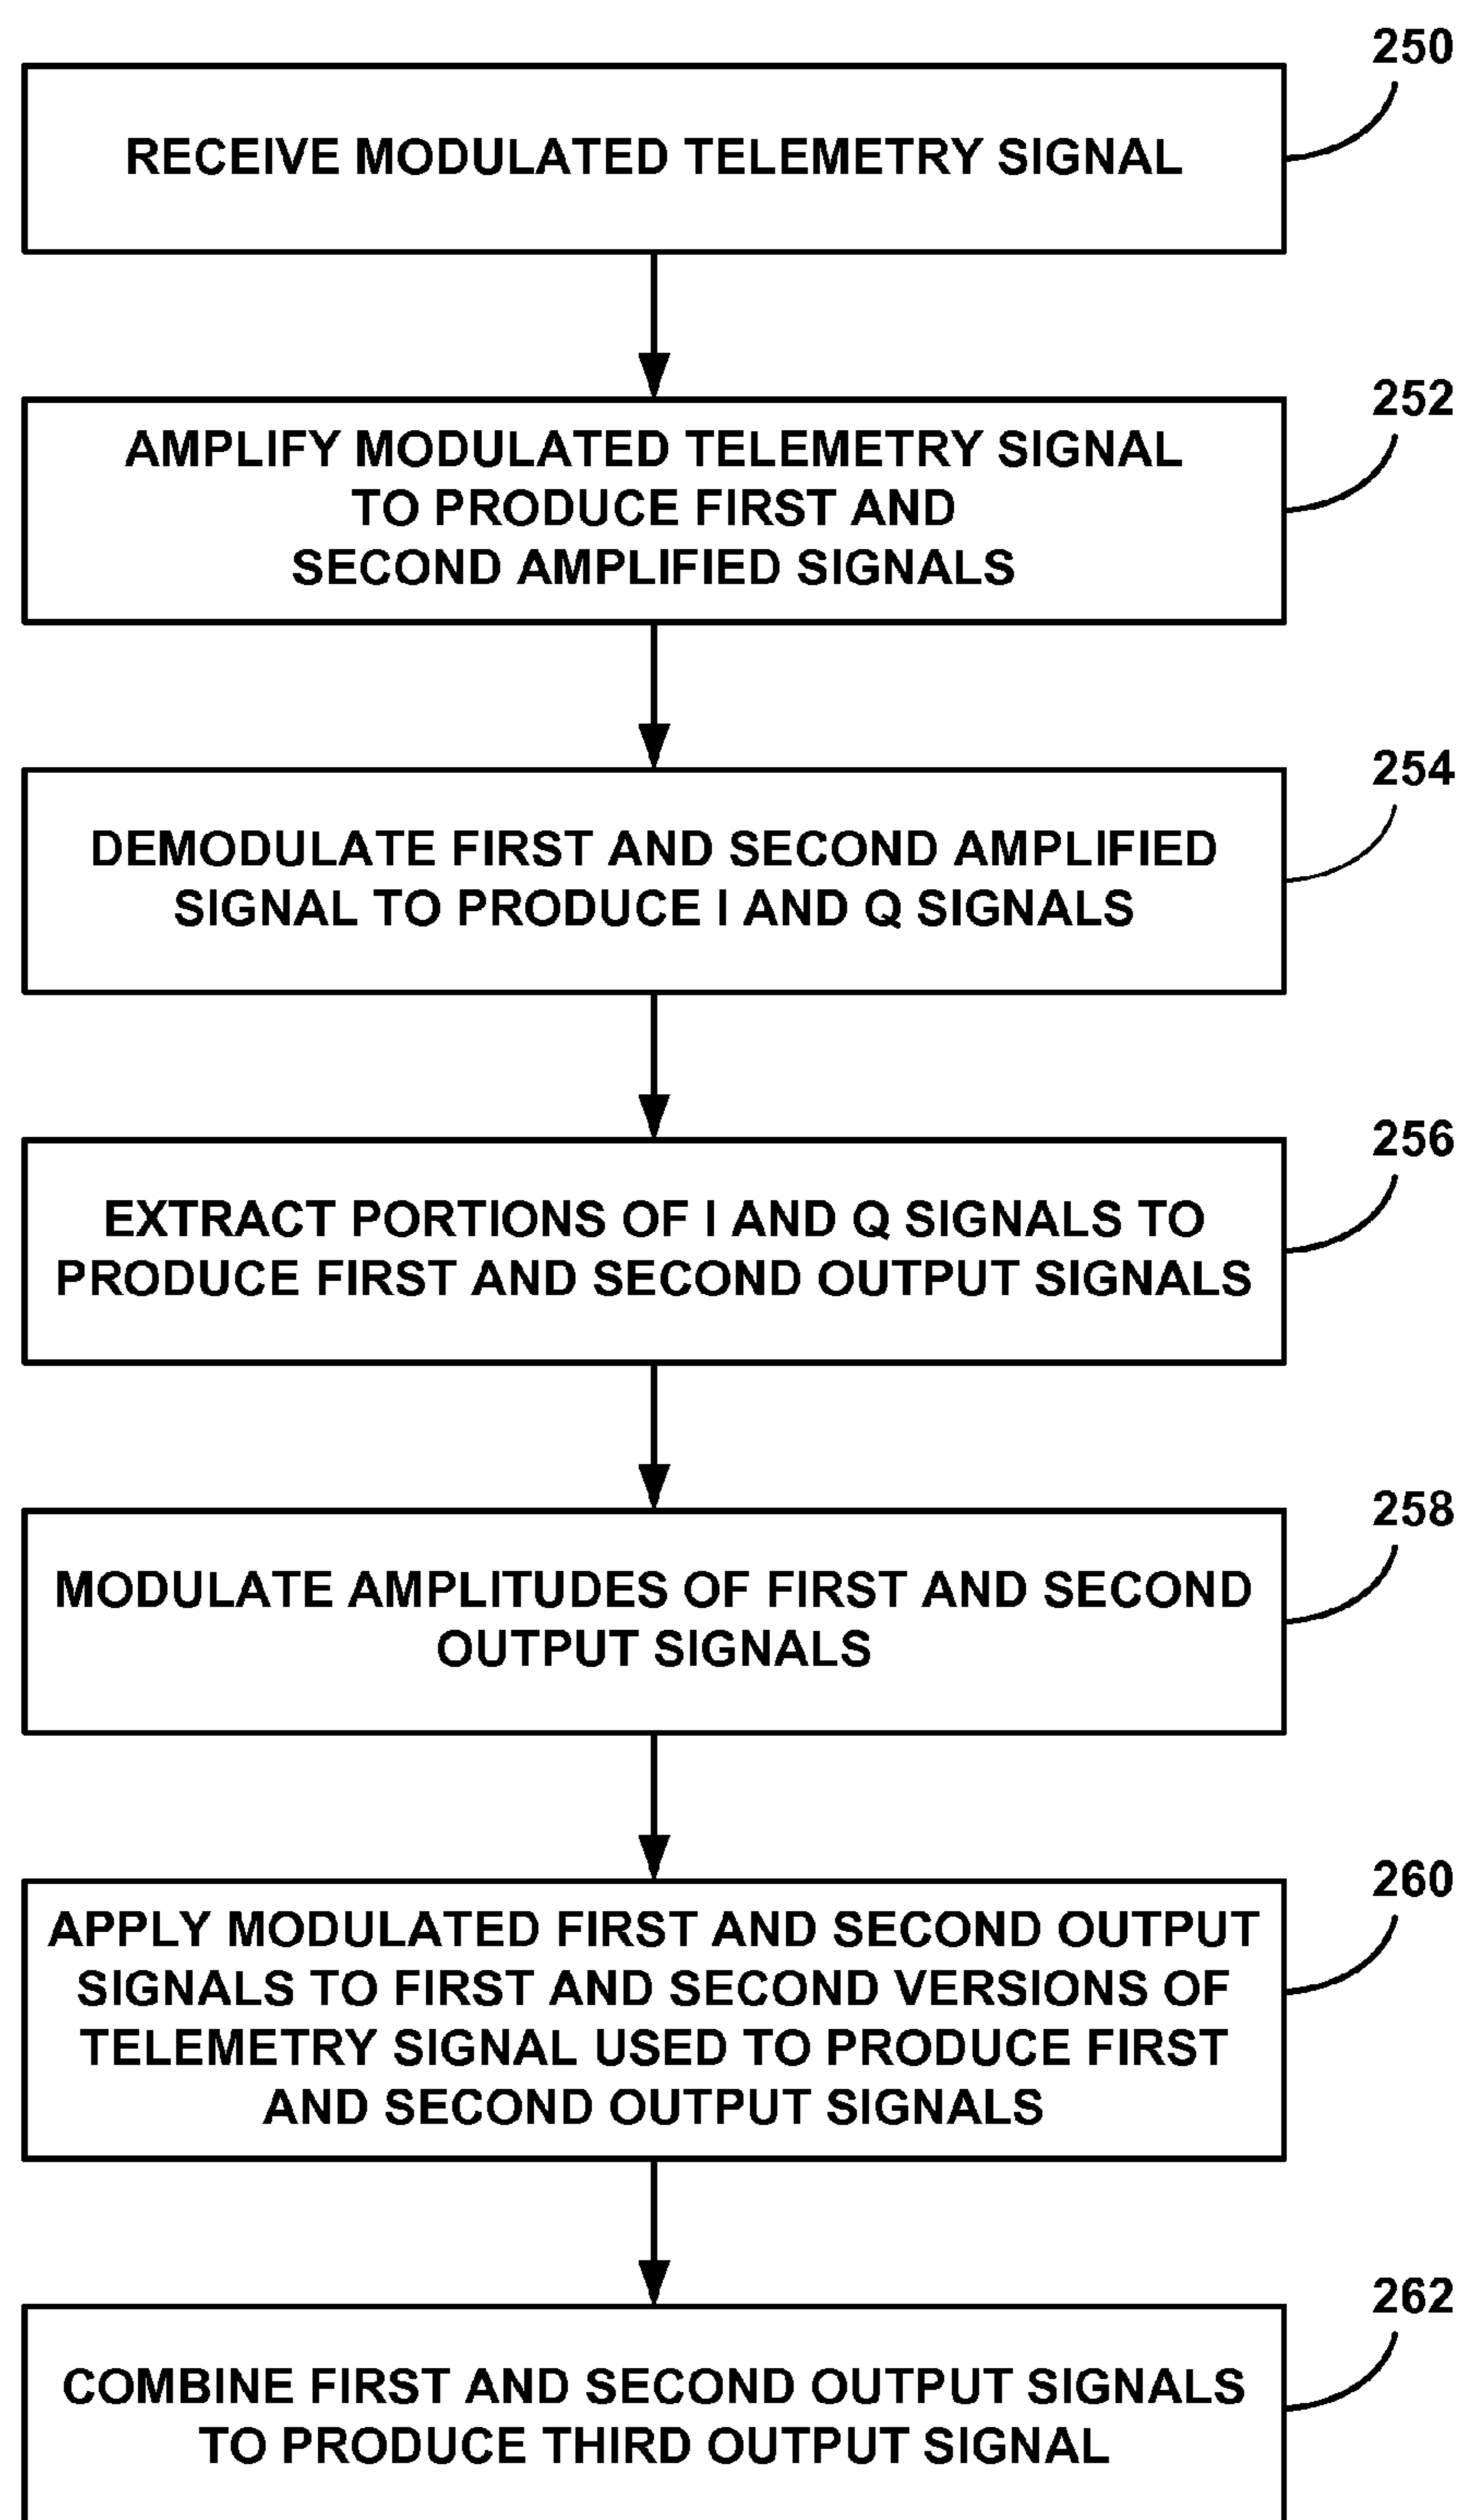 250
RECEIVE MODULATED TELEMETRY SIGNAL
252
AMPLIFY MODULATED TELEMETRY SIGNAL
TO PRODUCE FIRST AND
SECOND AMPLIFIED SIGNALS
254
DEMODULATE FIRST AND SECOND AMPLIFIED
SIGNAL TO PRODUCE I AND Q SIGNALS
256
EXTRACT PORTIONS OF I AND Q SIGNALS TO
PRODUCE FIRST AND SECOND OUTPUT SIGNALS
258
MODULATE AMPLITUDES OF FIRST AND SECOND
OUTPUT SIGNALS
260
APPLY MODULATED FIRST AND SECOND OUTPUT
SIGNALS TO FIRST AND SECOND VERSIONS OF
TELEMETRY SIGNAL USED TO PRODUCE FIRST
AND SECOND OUTPUT SIGNALS
262
COMBINE FIRST AND SECOND OUTPUT SIGNALS
TO PRODUCE THIRD OUTPUT SIGNAL